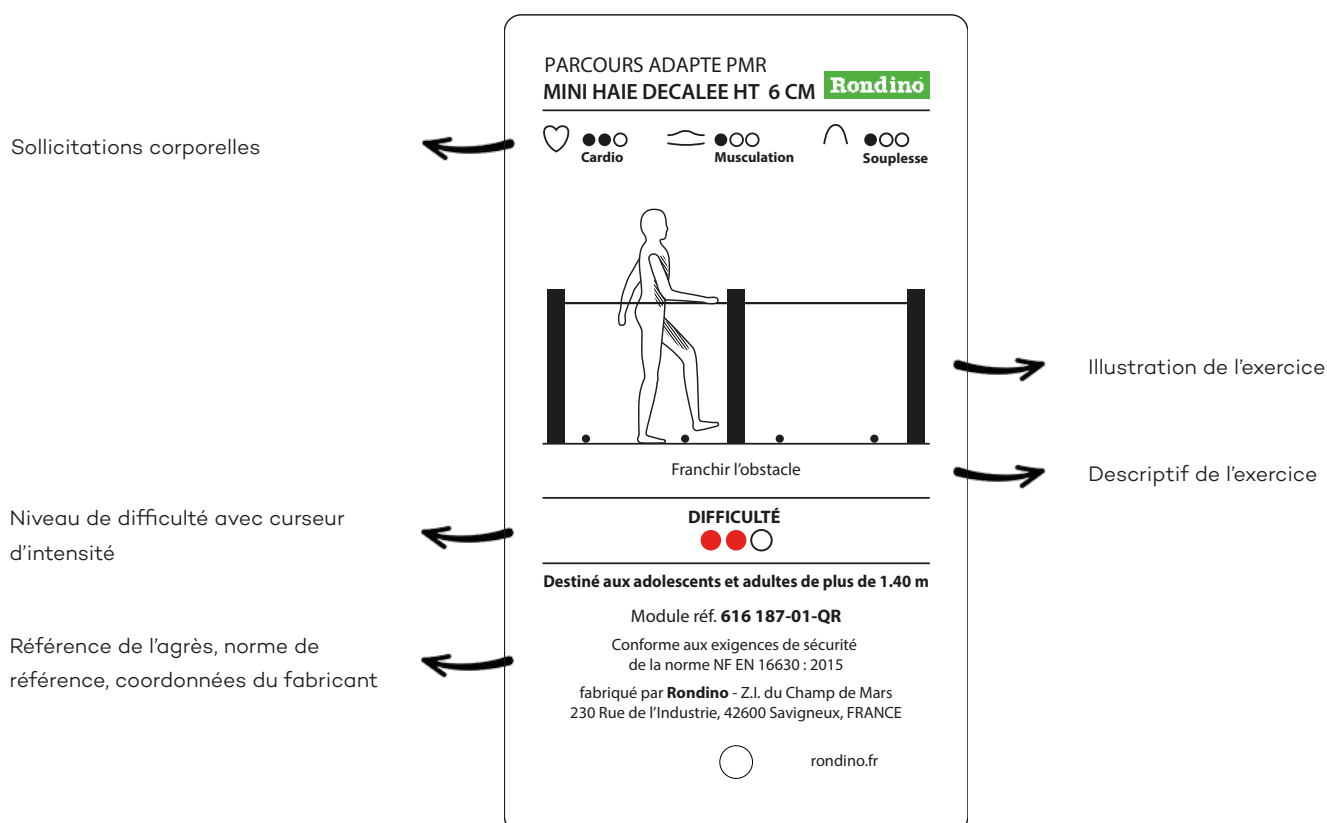 PARCOURS ADAPTE PMR
MINI HAIE DECALEE HT 6 CM
Rondino
Sollicitations corporelles
Cardio
Musculation
Souplesse
Illustration de l'exercice
Franchir l'obstacle
Descriptif de l'exercice
Niveau de difficulté avec curseur
d'intensité
DIFFICULTÉ
Destiné aux adolescents et adultes de plus de 1.40 m
Module réf. 616 187-01-QR
Référence de l'agrès, norme de
référence, coordonnées du fabricant
Conforme aux exigences de sécurité
de la norme NF EN 16630 : 2015
fabriqué par Rondino - Z.I. du Champ de Mars
230 Rue de l'Industrie, 42600 Savigneux, FRANCE
rondino.fr